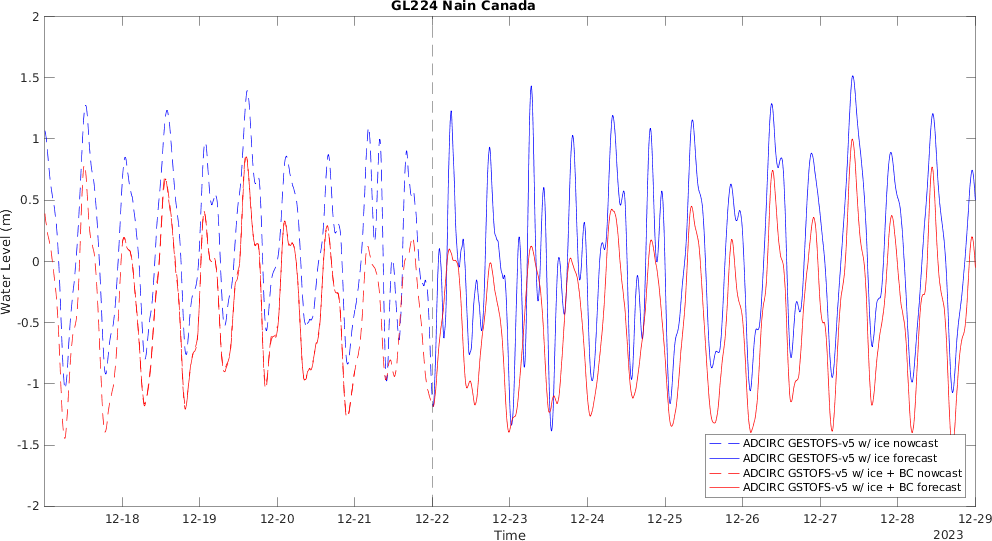 GL224 Nain Canada
2
1.5
1
0.5
0
-0.5
-1
-1.5
-2
Water Level (m)
ADCIRC GESTOFS-v5 w/ ice nowcast
ADCIRC GESTOFS-v5 w/ ice forecast
ADCIRC GSTOFS-v5 w/ ice + BC nowcast
ADCIRC GSTOFS-v5 w/ ice + BC forecast
12-18 12-19 12-20 12-21 12-22 12-23 12-24 12-25 12-26 12-27 12-28 12-29
Time
2023